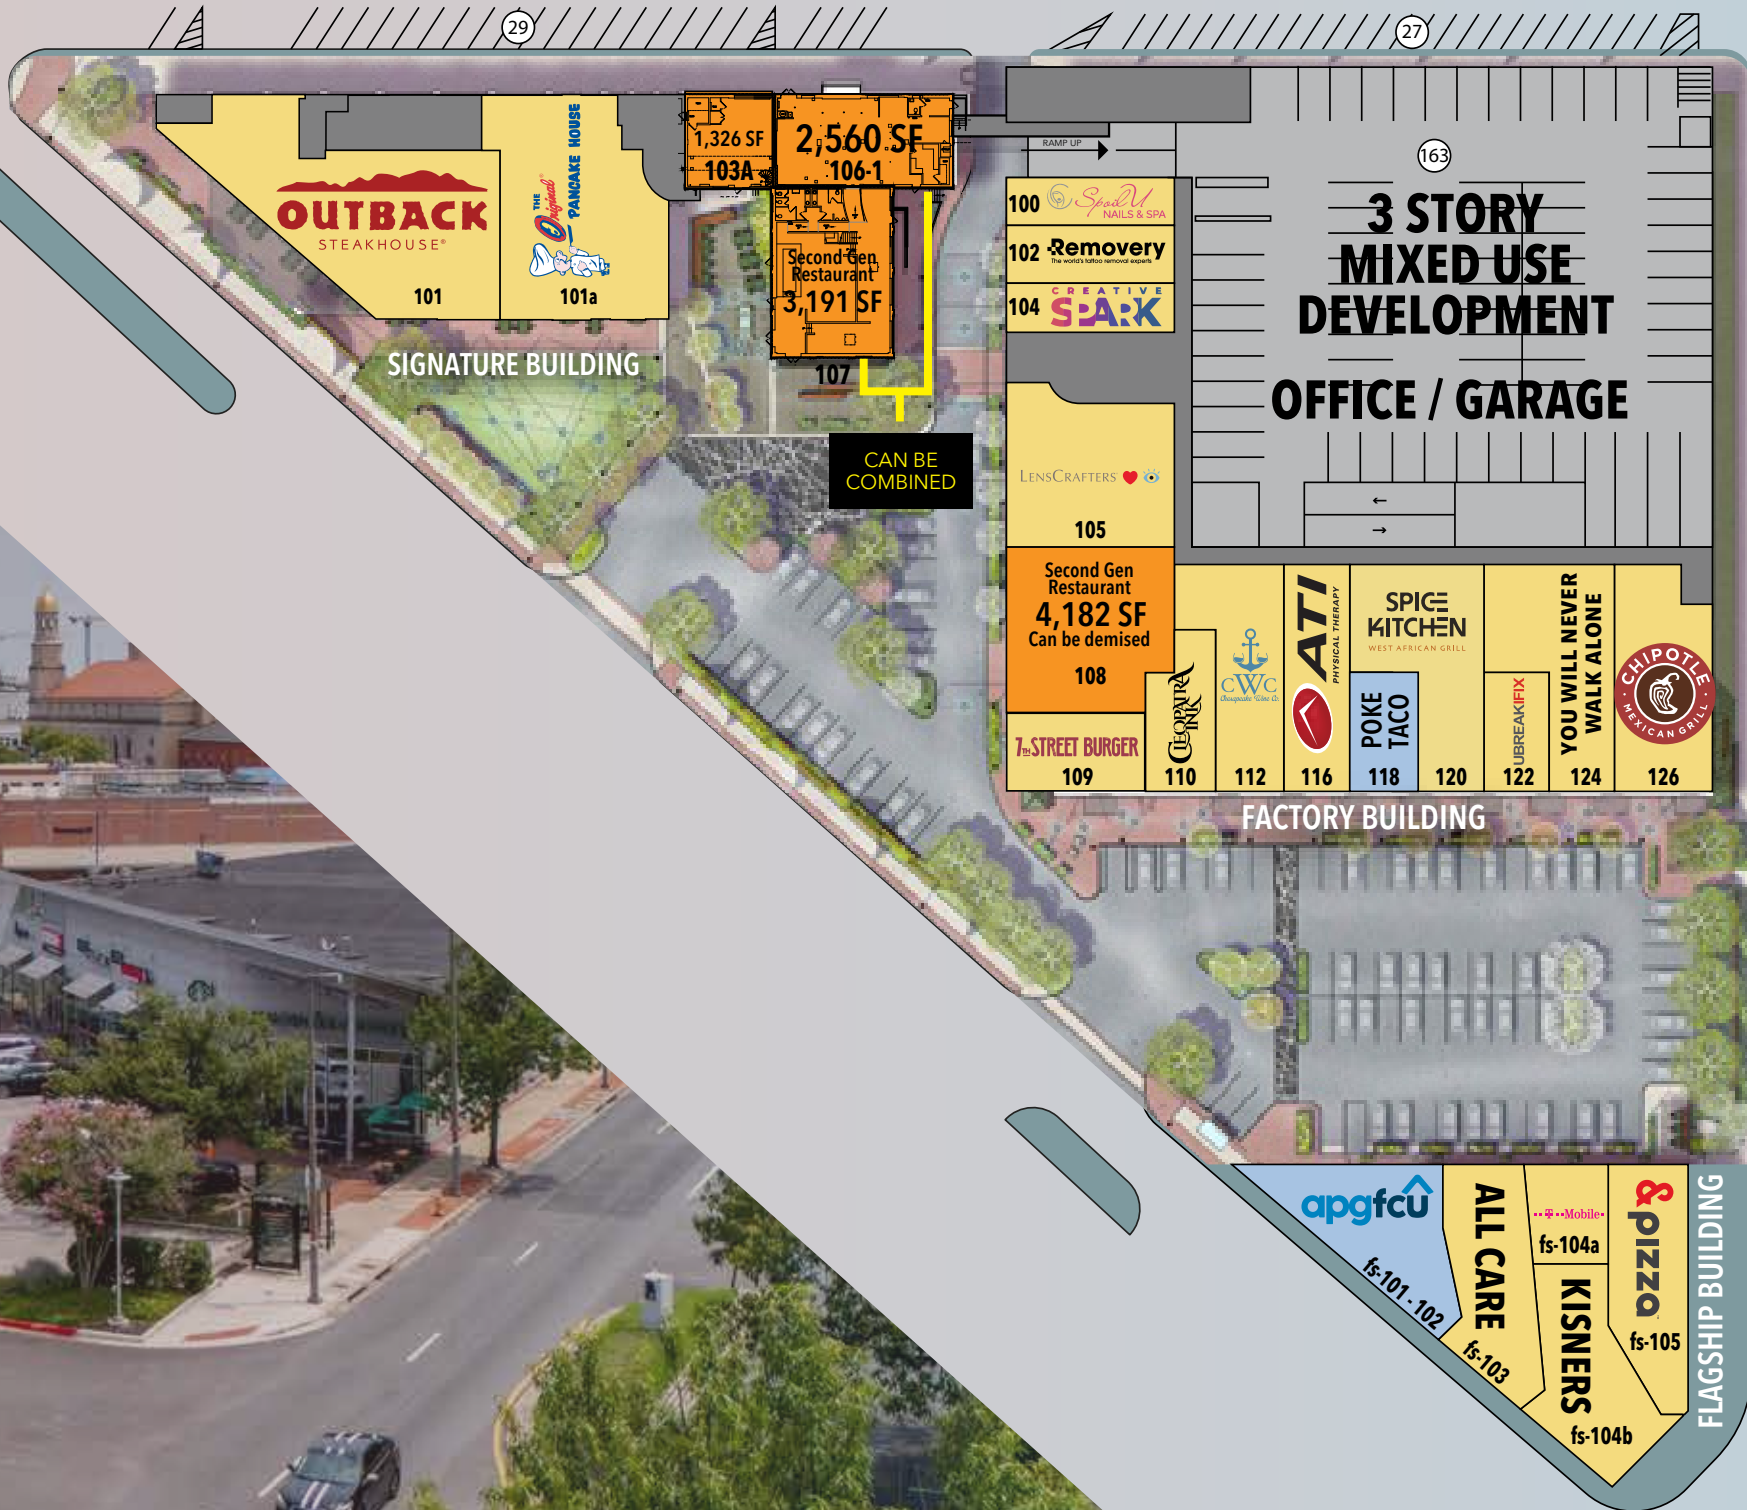 29
27
OUTBACK
STEAKHOUSE®
101
THE
Original®
PANCAKE HOUSE
101a
1,326 SF
103A
2,560 SF
106-1
Second Gen
Restaurant
3,191 SF
107
SIGNATURE BUILDING
CAN BE
COMBINED
RAMP UP
163
3 STORY
MIXED USE
DEVELOPMENT
OFFICE / GARAGE
100
Spoil U
NAILS & SPA
102
Removery
The world's tattoo removal experts
104
CREATIVE
SPARK
LENSCRAFTERS
105
Second Gen
Restaurant
4,182 SF
Can be demised
108
7TH STREET BURGER
109
CLEOPATRA
INK
110
CWC
Chesapeake Wine Co.
112
ATI
PHYSICAL THERAPY
116
SPICE
KITCHEN
WEST AFRICAN GRILL
POKE
TACO
118
120
UBREAKIFIX
122
YOU WILL NEVER
WALK ALONE
124
CHIPOTLE
MEXICAN GRILL
126
FACTORY BUILDING
apgfcu
fs-101 - 102
ALL CARE
fs-103
T-Mobile
fs-104a
KISNERS
fs-104b
&pizza
fs-105
FLAGSHIP BUILDING